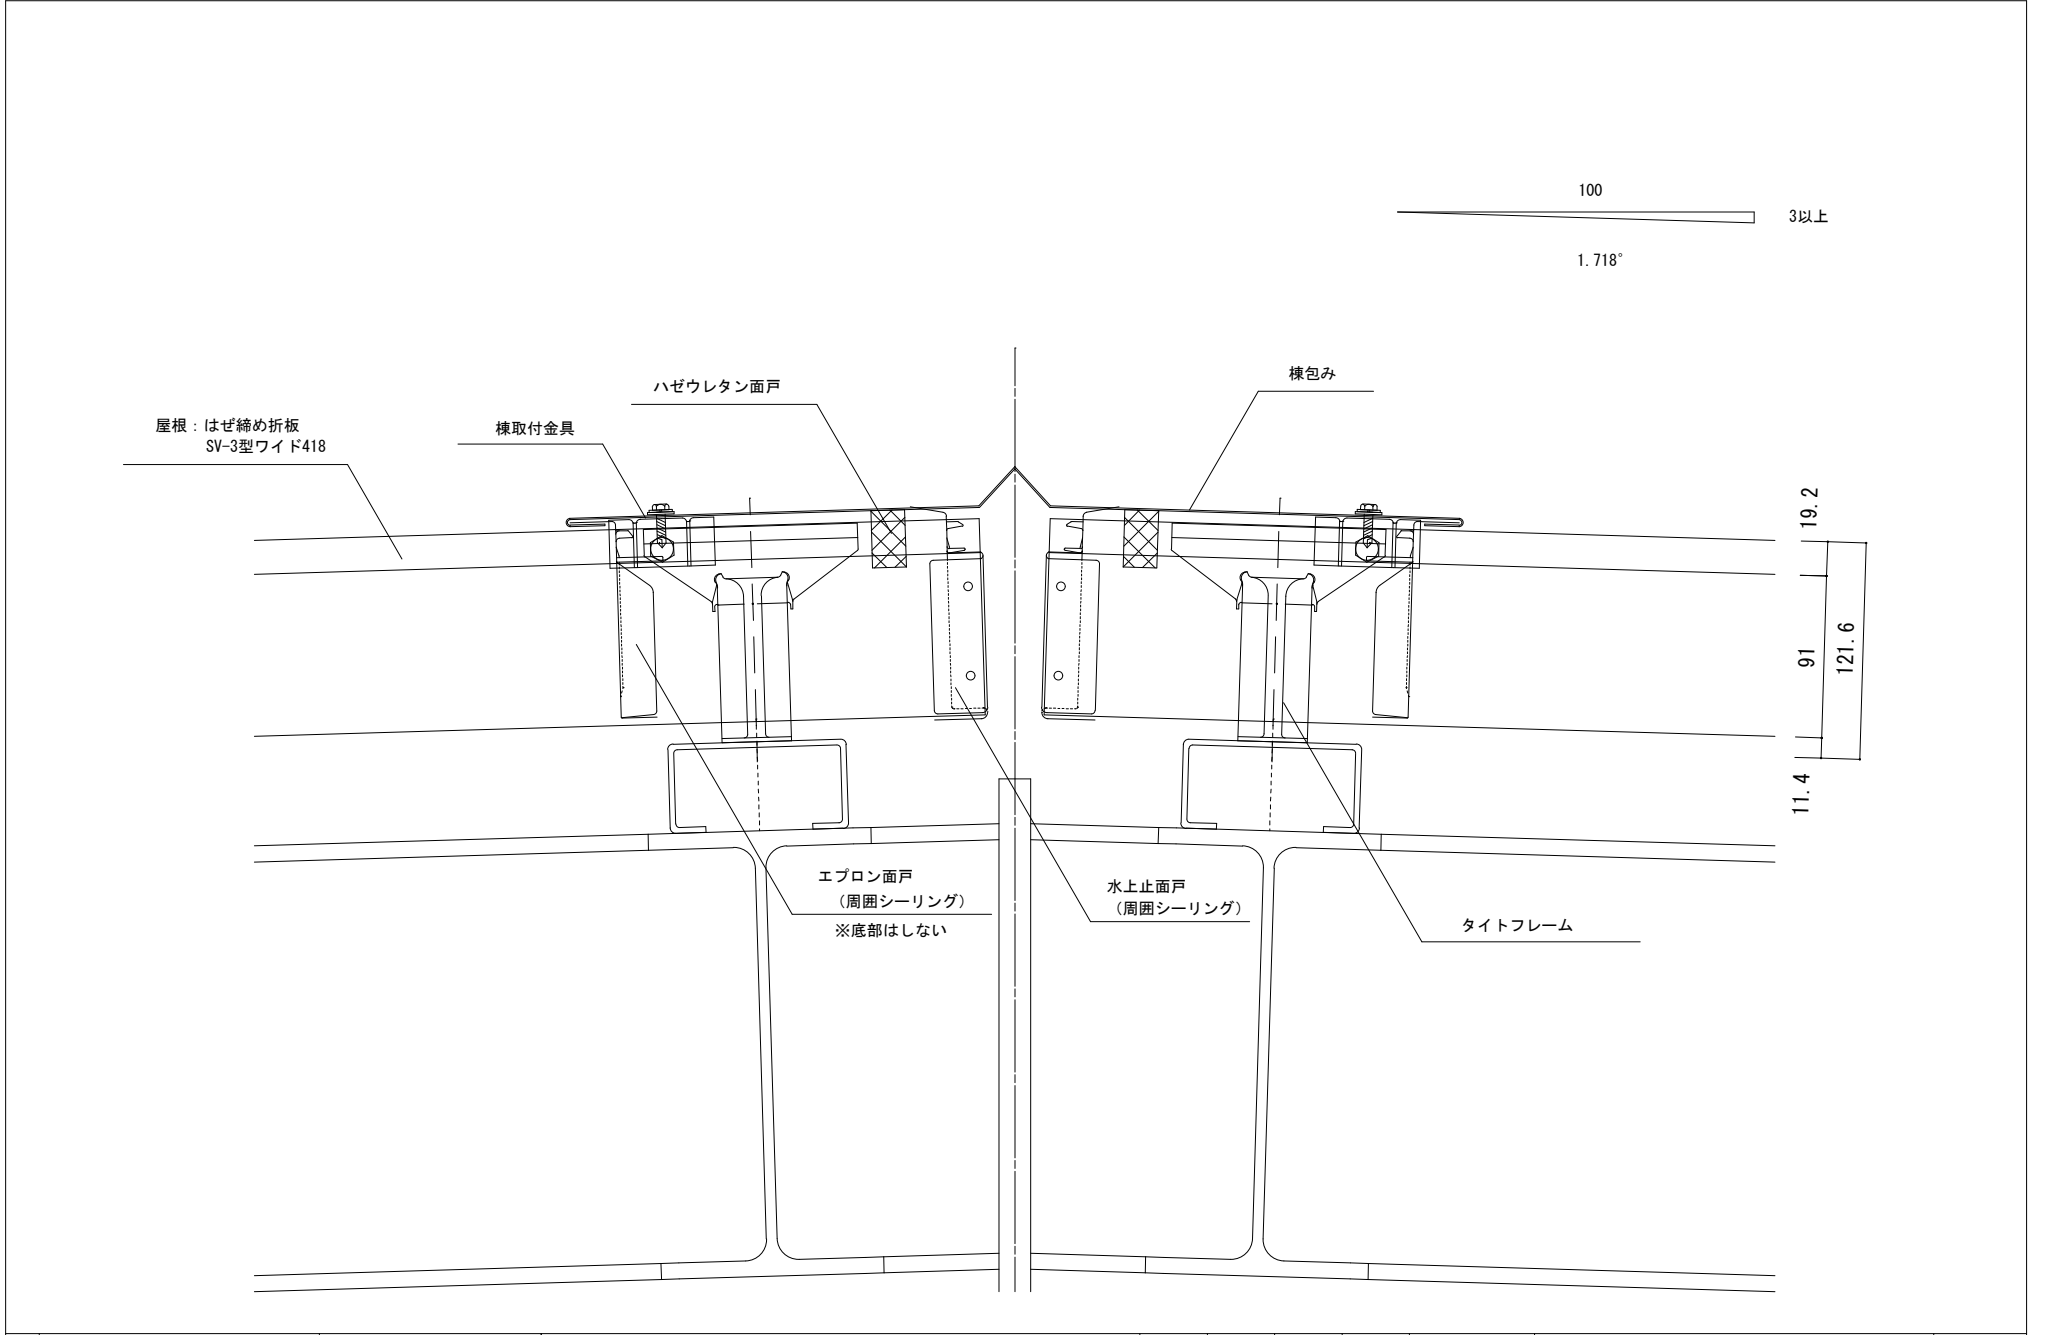 100
3以上
1.718°
棟包み
ハゼウレタン面戸
屋根：はぜ締め折板
SV-3型ワイド418
棟取付金具
19.2
91
121.6
11.4
エプロン面戸
（周囲シーリング）
※底部はしない
水上止面戸
（周囲シーリング）
タイトフレーム